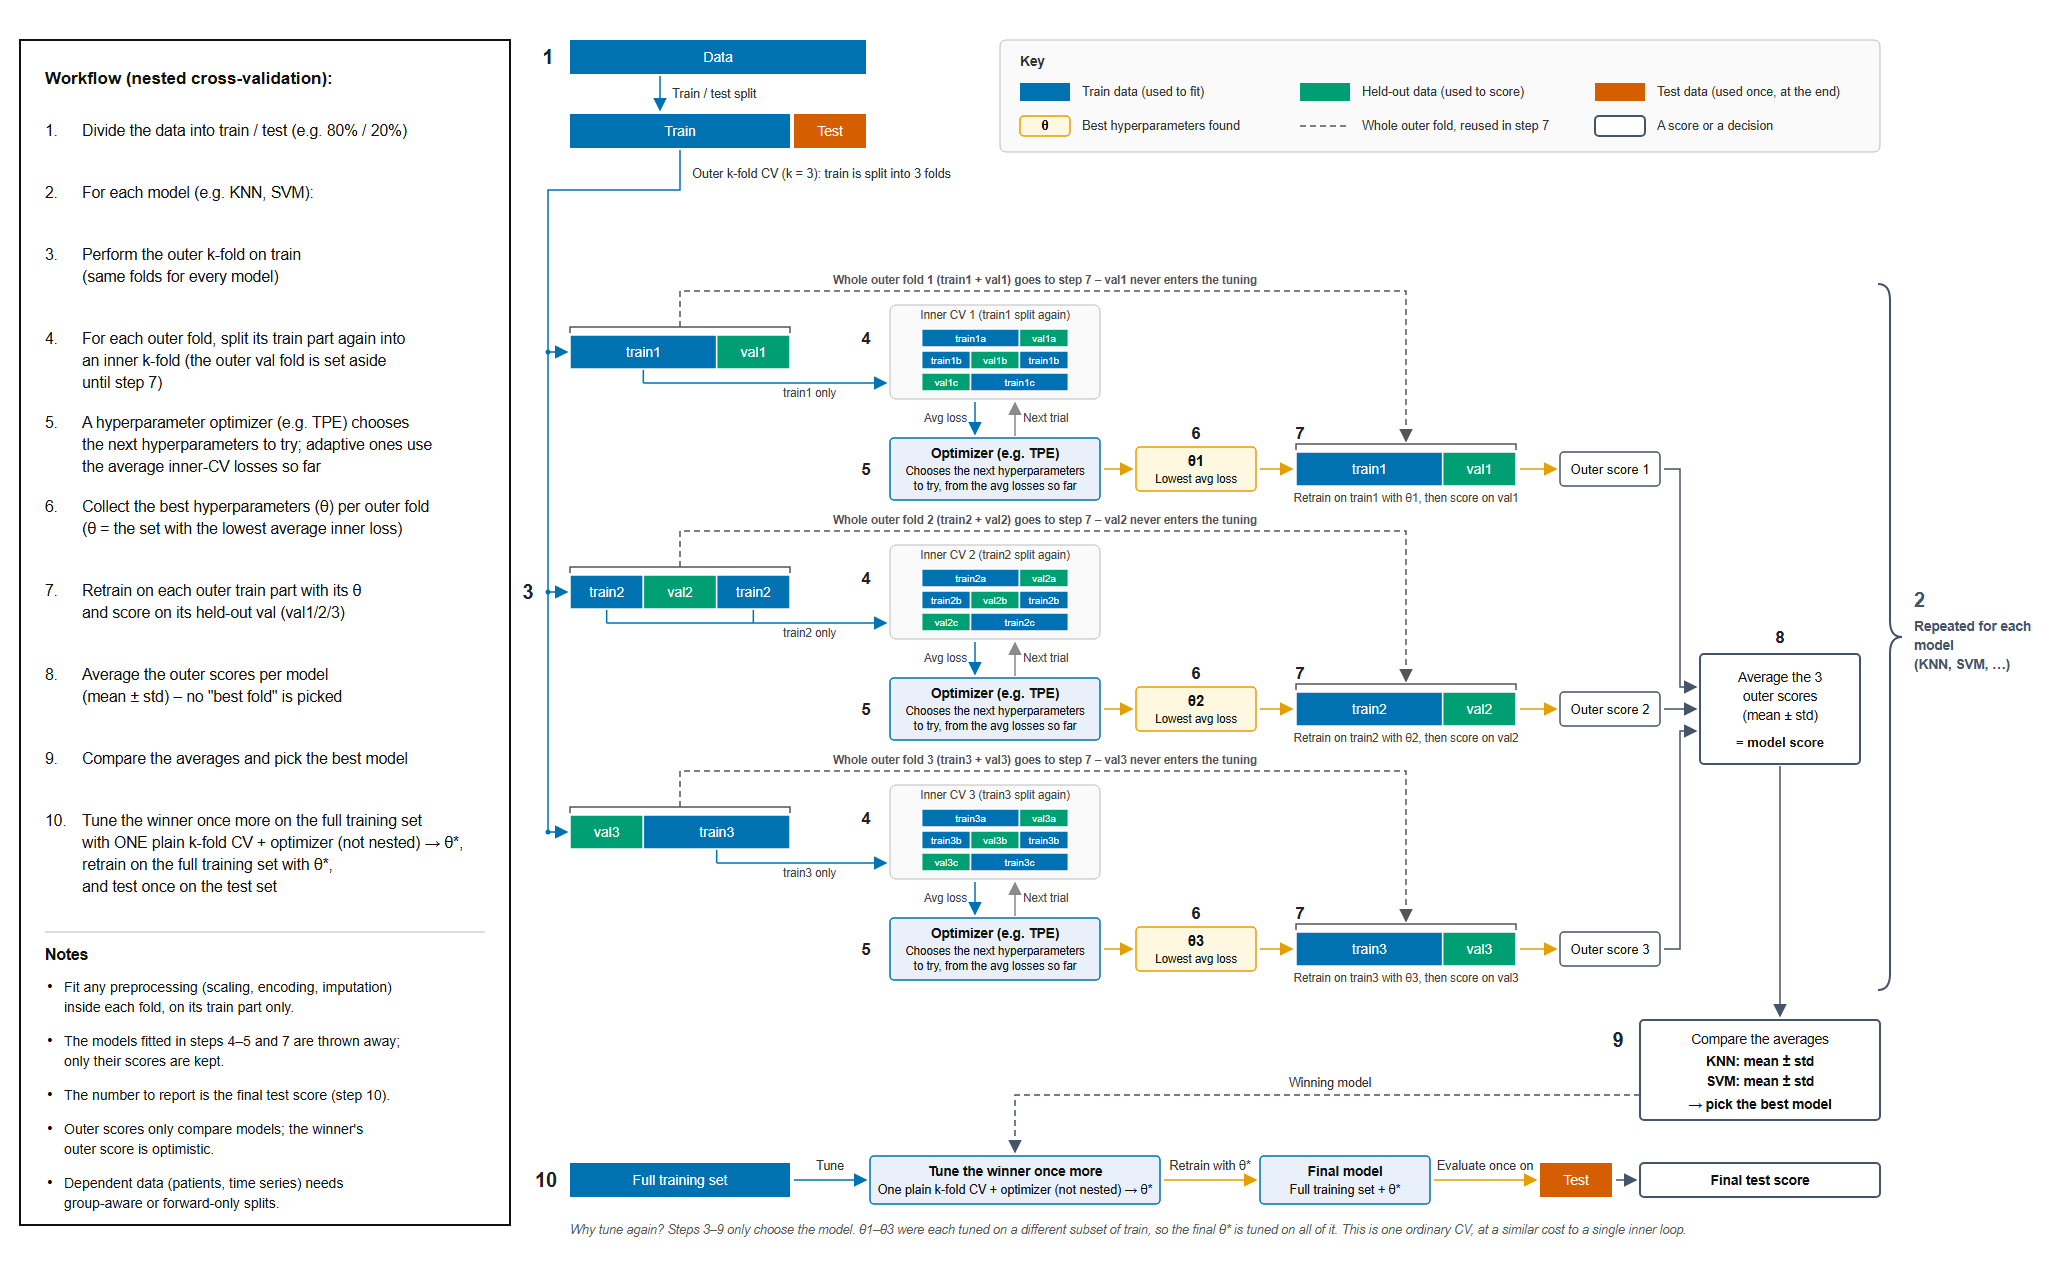 Workflow (nested cross-validation):
1. Divide the data into train / test (e.g. 80% / 20%)
2. For each model (e.g. KNN, SVM):
3. Perform the outer k-fold on train
(same folds for every model)
4. For each outer fold, split its train part again into
an inner k-fold (the outer val fold is set aside
until step 7)
5. A hyperparameter optimizer (e.g. TPE) chooses
the next hyperparameters to try; adaptive ones use
the average inner-CV losses so far
6. Collect the best hyperparameters (θ) per outer fold
(θ = the set with the lowest average inner loss)
7. Retrain on each outer train part with its θ
and score on its held-out val (val1/2/3)
8. Average the outer scores per model
(mean ± std) – no "best fold" is picked
9. Compare the averages and pick the best model
10. Tune the winner once more on the full training set
with ONE plain k-fold CV + optimizer (not nested) → θ*,
retrain on the full training set with θ*,
and test once on the test set
Notes
• Fit any preprocessing (scaling, encoding, imputation)
inside each fold, on its train part only.
• The models fitted in steps 4–5 and 7 are thrown away;
only their scores are kept.
• The number to report is the final test score (step 10).
• Outer scores only compare models; the winner's
outer score is optimistic.
• Dependent data (patients, time series) needs
group-aware or forward-only splits.
1
Data
Train / test split
Train
Test
Outer k-fold CV (k = 3): train is split into 3 folds
Key
Train data (used to fit)
Held-out data (used to score)
Test data (used once, at the end)
θ
Best hyperparameters found
Whole outer fold, reused in step 7
A score or a decision
3
Whole outer fold 1 (train1 + val1) goes to step 7 – val1 never enters the tuning
train1
val1
train1 only
4
Inner CV 1 (train1 split again)
train1a val1a
train1b val1b train1b
val1c train1c
Avg loss
Next trial
5
Optimizer (e.g. TPE)
Chooses the next hyperparameters
to try, from the avg losses so far
6
θ1
Lowest avg loss
7
train1
val1
Retrain on train1 with θ1, then score on val1
Outer score 1
Whole outer fold 2 (train2 + val2) goes to step 7 – val2 never enters the tuning
train2
val2
train2
train2 only
4
Inner CV 2 (train2 split again)
train2a val2a
train2b val2b train2b
val2c train2c
Avg loss
Next trial
5
Optimizer (e.g. TPE)
Chooses the next hyperparameters
to try, from the avg losses so far
6
θ2
Lowest avg loss
7
train2
val2
Retrain on train2 with θ2, then score on val2
Outer score 2
Whole outer fold 3 (train3 + val3) goes to step 7 – val3 never enters the tuning
val3
train3
train3 only
4
Inner CV 3 (train3 split again)
train3a val3a
train3b val3b train3b
val3c train3c
Avg loss
Next trial
5
Optimizer (e.g. TPE)
Chooses the next hyperparameters
to try, from the avg losses so far
6
θ3
Lowest avg loss
7
train3
val3
Retrain on train3 with θ3, then score on val3
Outer score 3
8
Average the 3
outer scores
(mean ± std)
= model score
2
Repeated for each
model
(KNN, SVM, …)
9
Compare the averages
KNN: mean ± std
SVM: mean ± std
→ pick the best model
Winning model
10
Full training set
Tune
Tune the winner once more
One plain k-fold CV + optimizer (not nested) → θ*
Retrain with θ*
Final model
Full training set + θ*
Evaluate once on
Test
Final test score
Why tune again? Steps 3–9 only choose the model. θ1–θ3 were each tuned on a different subset of train, so the final θ* is tuned on all of it. This is one ordinary CV, at a similar cost to a single inner loop.